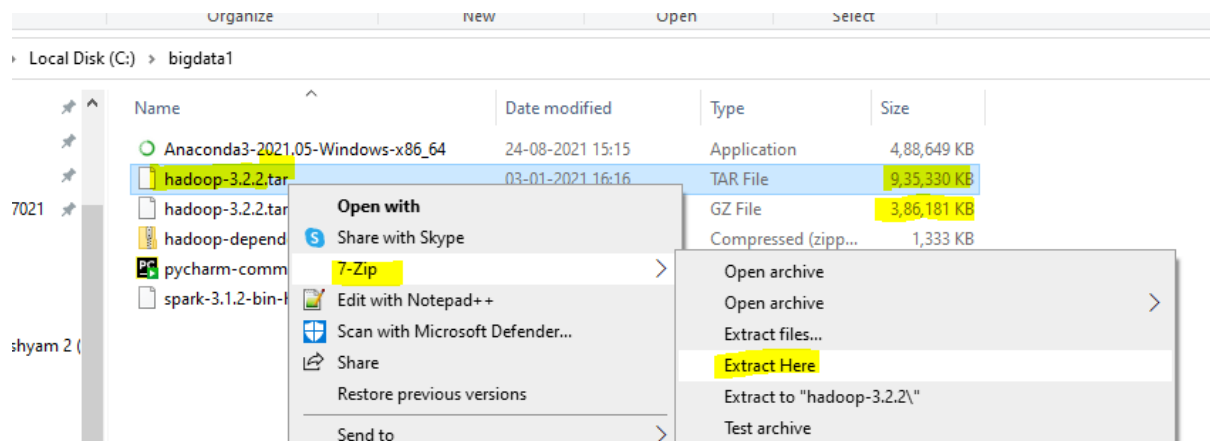 Organize New Open Select
Local Disk (C:) > bigdata1
Name Date modified Type Size
Anaconda3-2021.05-Windows-x86_64 24-08-2021 15:15 Application 4,88,649 KB
hadoop-3.2.2.tar 03-01-2021 16:16 TAR File 9,35,330 KB
7021 hadoop-3.2.2.tar GZ File 3,86,181 KB
hadoop-depend Compressed (zipp... 1,333 KB
pycharm-comm
spark-3.1.2-bin-h
shyam 2 (
Open with
Share with Skype
7-Zip
Edit with Notepad++
Scan with Microsoft Defender...
Share
Restore previous versions
Send to
Open archive
Open archive
Extract files...
Extract Here
Extract to "hadoop-3.2.2\"
Test archive